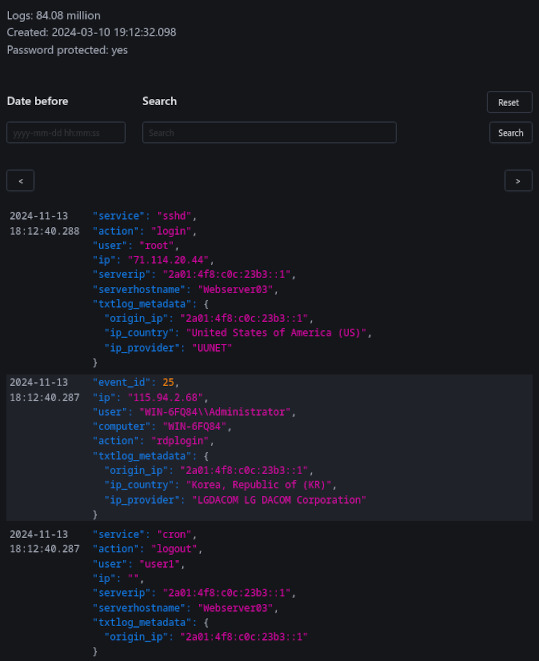 Logs: 84.08 million
Created: 2024-03-10 19:12:32.098
Password protected: yes
Date before
Search
Reset
yyyy-mm-dd hh:mm:ss
Search
Search
<
>
2024-11-13 "service": "sshd",
18:12:40.288 "action": "login",
"user": "root",
"ip": "71.114.20.44",
"serverip": "2a01:4f8:c0c:23b3::1",
"serverhostname": "Webserver03",
"txtlog_metadata": {
"origin_ip": "2a01:4f8:c0c:23b3::1",
"ip_country": "United States of America (US)",
"ip_provider": "UUNET"
}
2024-11-13 "event_id": 25,
18:12:40.287 "ip": "115.94.2.68",
"user": "WIN-6FQ84\\Administrator",
"computer": "WIN-6FQ84",
"action": "rdplogin",
"txtlog_metadata": {
"origin_ip": "2a01:4f8:c0c:23b3::1",
"ip_country": "Korea, Republic of (KR)",
"ip_provider": "LGDACOM LG DACOM Corporation"
}
2024-11-13 "service": "cron",
18:12:40.287 "action": "logout",
"user": "user1",
"ip": "",
"serverip": "2a01:4f8:c0c:23b3::1",
"serverhostname": "Webserver03",
"txtlog_metadata": {
"origin_ip": "2a01:4f8:c0c:23b3::1"
}